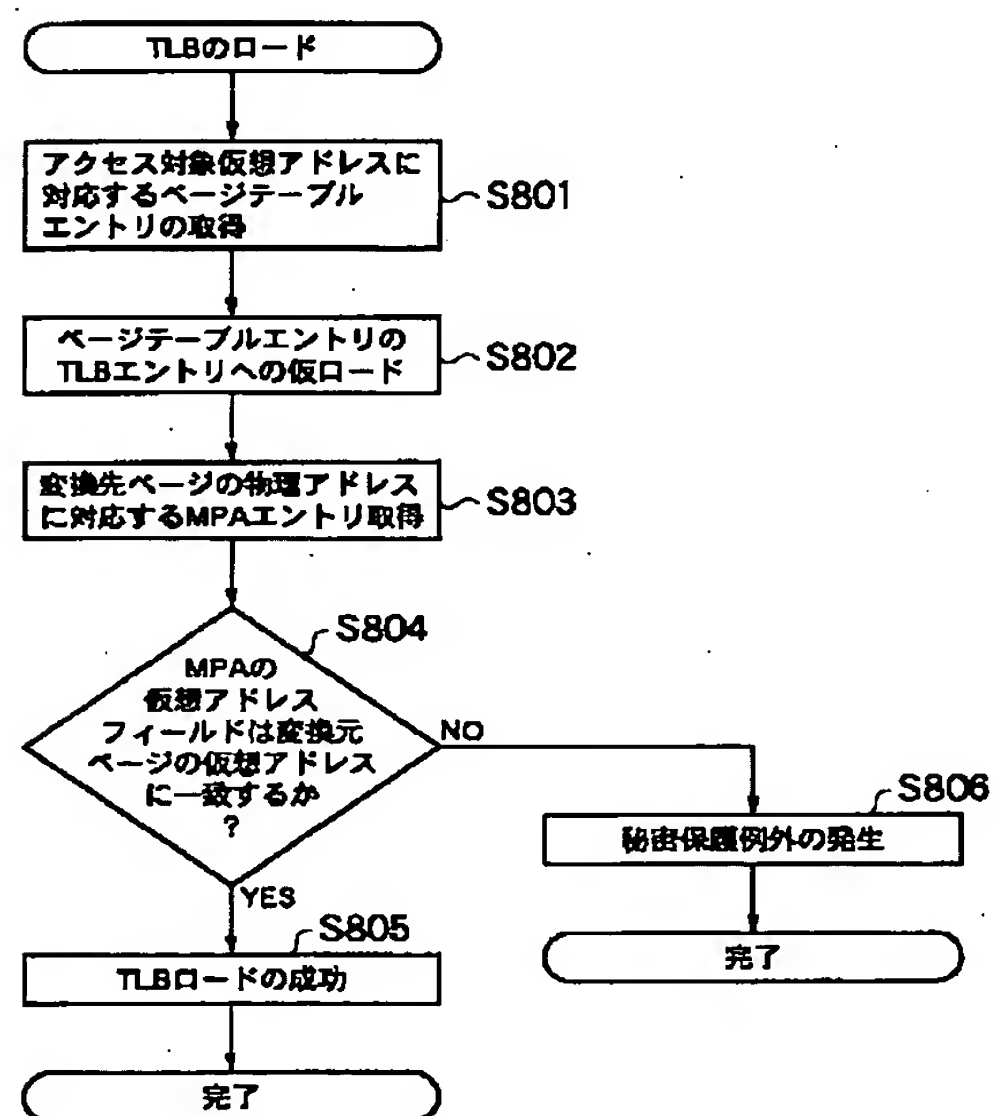 TLBのロード
アクセス対象仮想アドレスに
対応するページテーブル
エントリの取得
S801
ページテーブルエントリの
TLBエントリへの仮ロード
S802
変換先ページの物理アドレス
に対応するMPAエントリ取得
S803
S804
MPAの
仮想アドレス
フィールドは変換元
ページの仮想アドレス
に一致するか
?
NO
YES
S806
秘密保護例外の発生
完了
S805
TLBロードの成功
完了